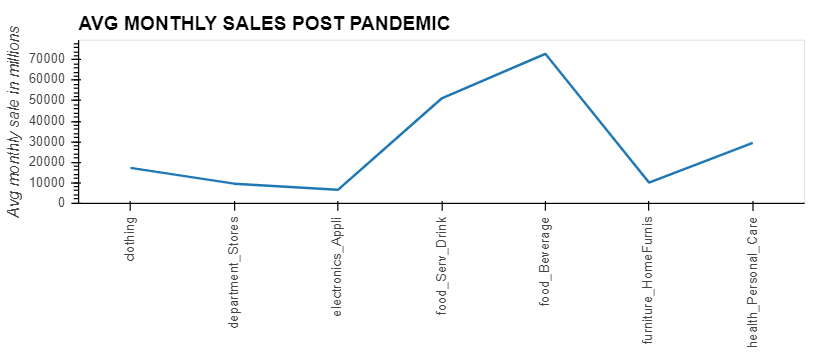 AVG MONTHLY SALES POST PANDEMIC
Avg monthly sale in millions
70000
60000
50000
40000
30000
20000
10000
0
clothing
department_Stores
electronics_Appli
food_Serv_Drink
food_Beverage
furniture_HomeFurnis
health_Personal_Care